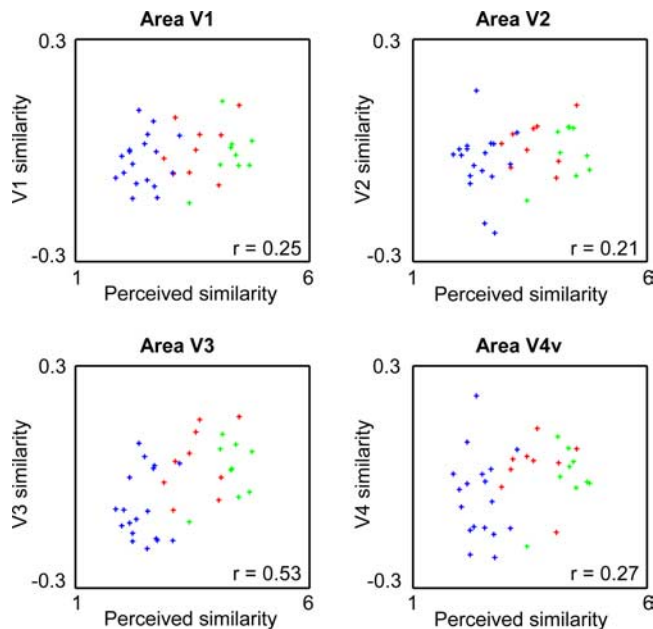 Area V1
0.3
V1 similarity
-0.3
r = 0.25
1
6
Perceived similarity
Area V2
0.3
V2 similarity
-0.3
r = 0.21
1
6
Perceived similarity
Area V3
0.3
V3 similarity
-0.3
r = 0.53
1
6
Perceived similarity
Area V4v
0.3
V4 similarity
-0.3
r = 0.27
1
6
Perceived similarity